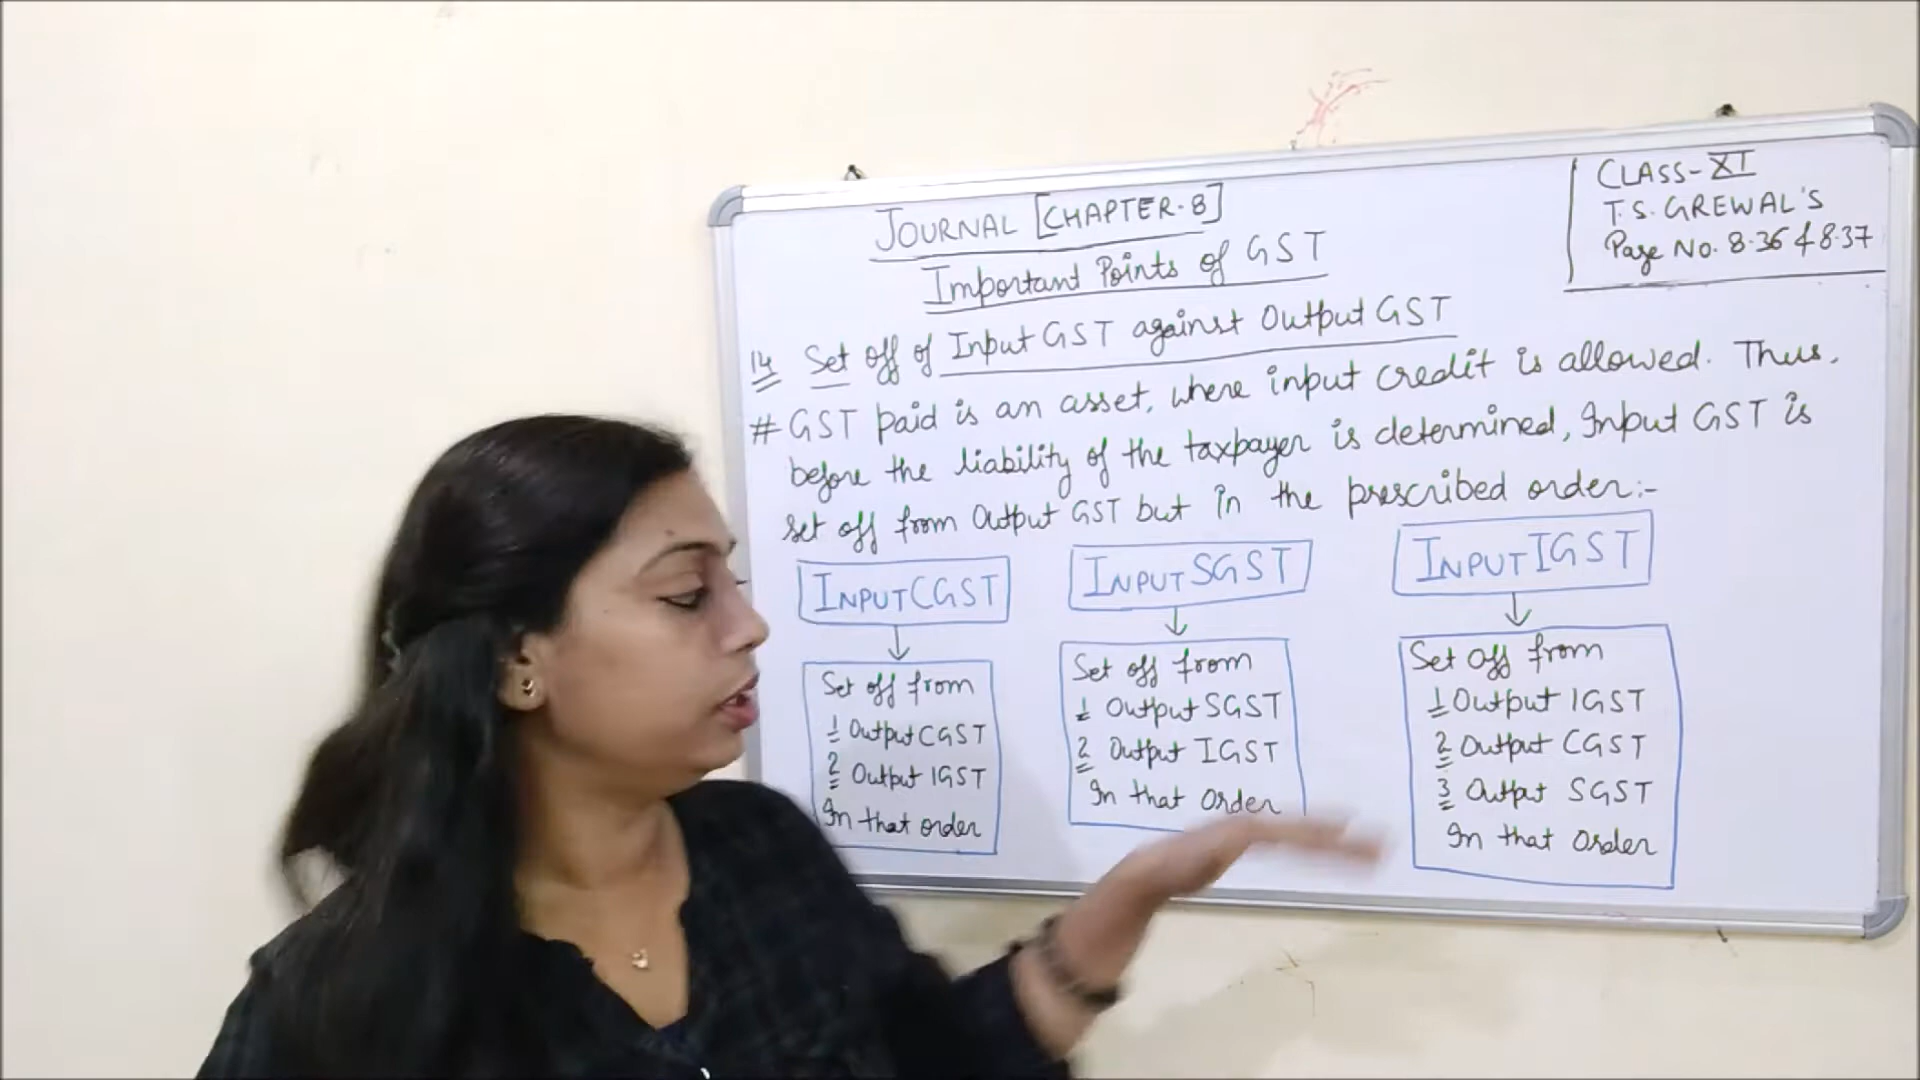 JOURNAL [CHAPTER-8]
Important Points of GST
CLASS-XI
T.S. GREWAL'S
Page No. 8.36 & 8.37
14 Set off of Input GST against Output GST
# GST paid is an asset, where input credit is allowed. Thus,
before the liability of the taxpayer is determined, Input GST is
set off from Output GST but in the prescribed order:-
INPUT CGST
Set off from
1 Output CGST
2 Output IGST
In that order
INPUT SGST
Set off from
1 Output SGST
2 Output IGST
In that order
INPUT IGST
Set off from
1 Output IGST
2 Output CGST
3 Output SGST
In that order